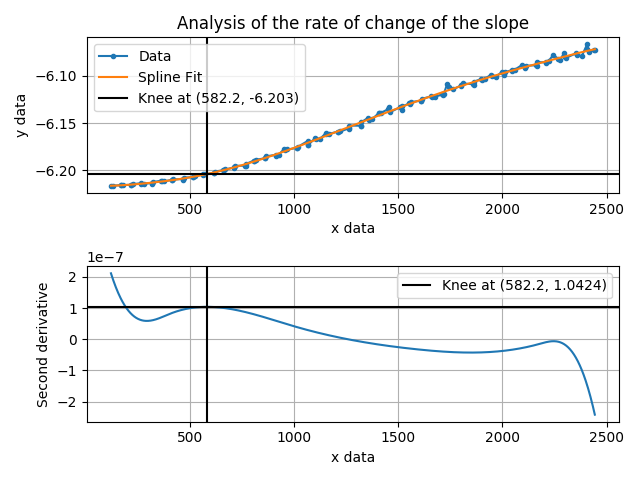 Analysis of the rate of change of the slope
Data
Spline Fit
Knee at (582.2, -6.203)
y data
−6.10
−6.15
−6.20
500
1000
1500
2000
2500
x data
1e−7
Knee at (582.2, 1.0424)
Second derivative
2
1
0
−1
−2
500
1000
1500
2000
2500
x data